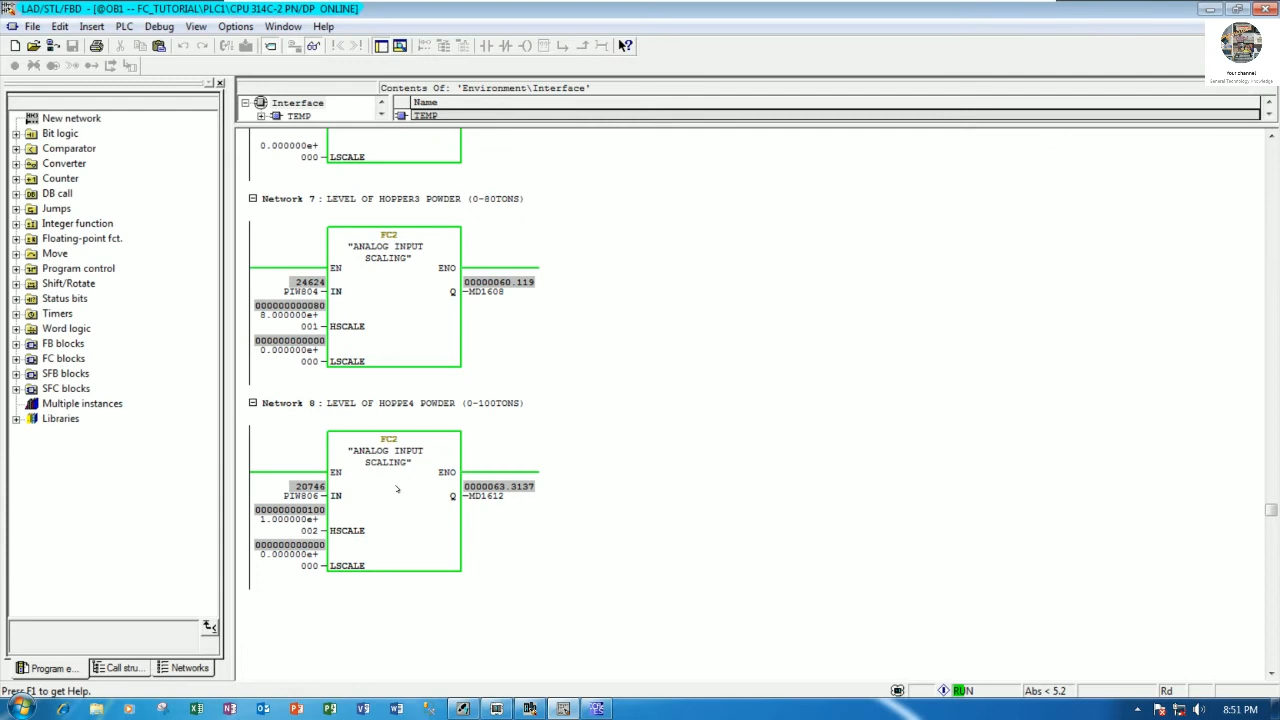 LAD/STL/FBD - [@OB1 -- FC_TUTORIAL\PLC1\CPU 314C-2 PN/DP ONLINE]
File Edit Insert PLC Debug View Options Window Help
Your channel
General Technology Knowledge
Contents Of: 'Environment\Interface'
Interface
Name
TEMP
TEMP
New network
Bit logic
Comparator
Converter
Counter
DB call
Jumps
Integer function
Floating-point fct.
Move
Program control
Shift/Rotate
Status bits
Timers
Word logic
FB blocks
FC blocks
SFB blocks
SFC blocks
Multiple instances
Libraries
0.000000e+
000 LSCALE
Network 7 : LEVEL OF HOPPER3 POWDER (0-80TONS)
FC2
"ANALOG INPUT
SCALING"
EN ENO
24624 00000060.119
PIW804 IN Q MD1608
000000000080
8.000000e+
001 HSCALE
000000000000
0.000000e+
000 LSCALE
Network 8 : LEVEL OF HOPPE4 POWDER (0-100TONS)
FC2
"ANALOG INPUT
SCALING"
EN ENO
20746 0000063.3137
PIW806 IN Q MD1612
000000000100
1.000000e+
002 HSCALE
000000000000
0.000000e+
000 LSCALE
Program e... Call stru... Networks
Press F1 to get Help.
RUN Abs < 5.2 Rd
8:51 PM